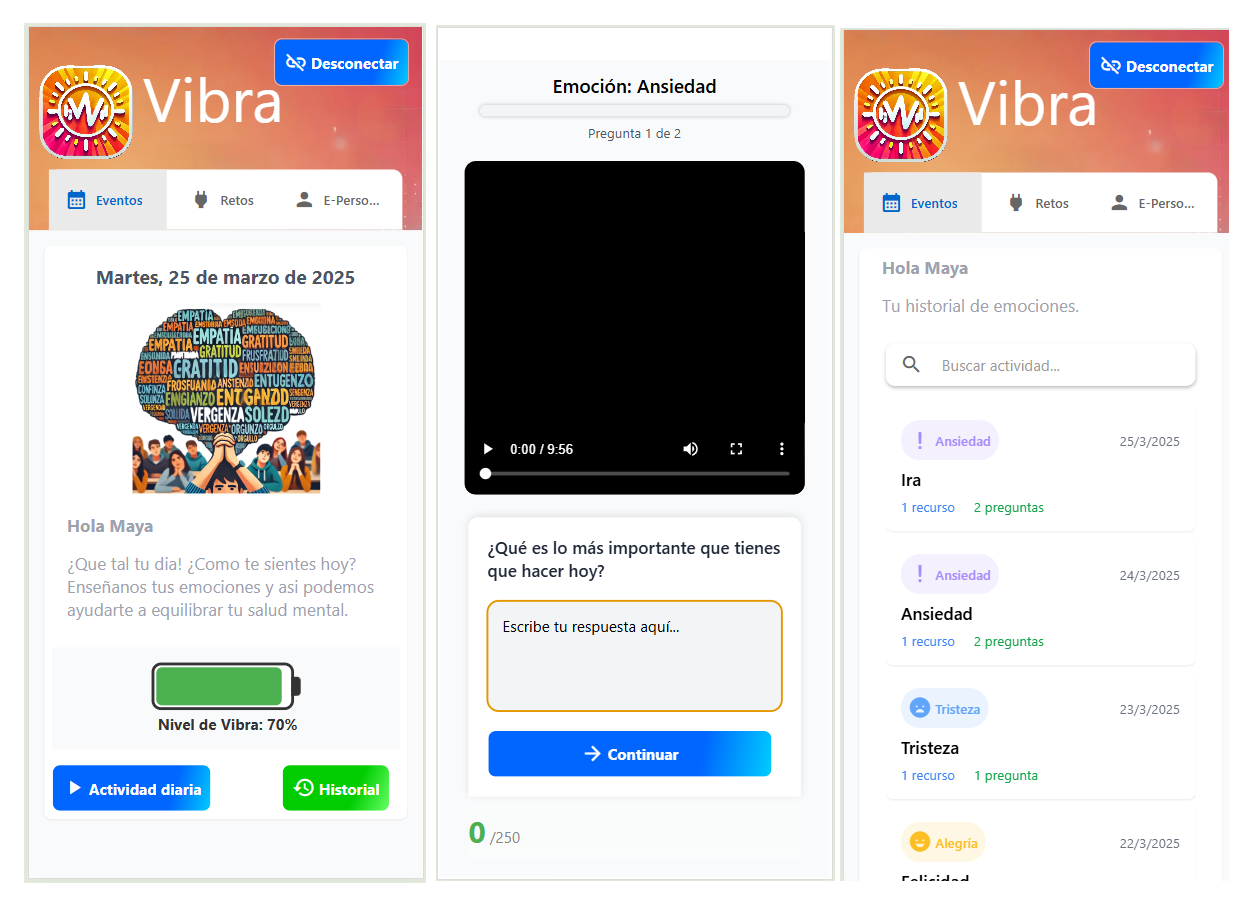 Desconectar
Vibra
Eventos
Retos
E-Perso...
Martes, 25 de marzo de 2025
EMPATIA
EMPATIA
EMPATIA
GRATITUD
GRATITUD
GRATITID
VERGENZA SOLEZD
Hola Maya
¿Que tal tu dia! ¿Como te sientes hoy?
Enseñanos tus emociones y asi podemos
ayudarte a equilibrar tu salud mental.
Nivel de Vibra: 70%
Actividad diaria
Historial
Emoción: Ansiedad
Pregunta 1 de 2
0:00 / 9:56
¿Qué es lo más importante que tienes
que hacer hoy?
Escribe tu respuesta aquí...
Continuar
0 /250
Desconectar
Vibra
Eventos
Retos
E-Perso...
Hola Maya
Tu historial de emociones.
Buscar actividad...
Ansiedad
25/3/2025
Ira
1 recurso 2 preguntas
Ansiedad
24/3/2025
Ansiedad
1 recurso 2 preguntas
Tristeza
23/3/2025
Tristeza
1 recurso 1 pregunta
Alegría
22/3/2025
Felicidad